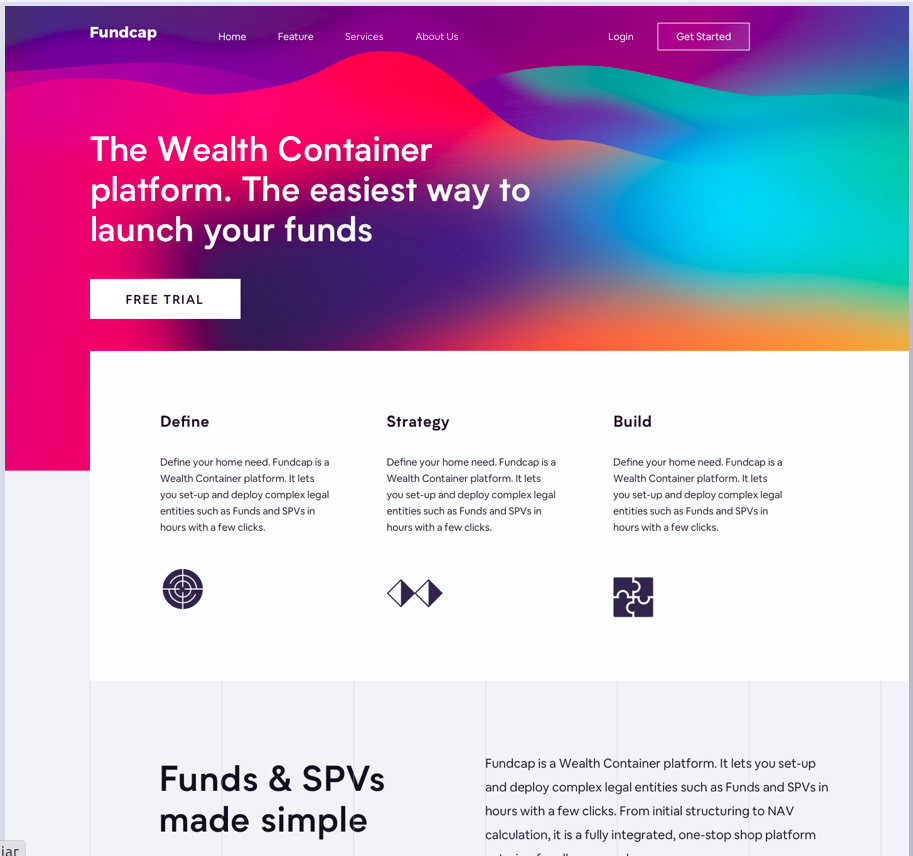 Fundcap
Home Feature Services About Us Login Get Started
The Wealth Container
platform. The easiest way to
launch your funds
FREE TRIAL
Define
Define your home need. Fundcap is a
Wealth Container platform. It lets
you set-up and deploy complex legal
entities such as Funds and SPVs in
hours with a few clicks.
Strategy
Define your home need. Fundcap is a
Wealth Container platform. It lets
you set-up and deploy complex legal
entities such as Funds and SPVs in
hours with a few clicks.
Build
Define your home need. Fundcap is a
Wealth Container platform. It lets
you set-up and deploy complex legal
entities such as Funds and SPVs in
hours with a few clicks.
Funds & SPVs
made simple
Fundcap is a Wealth Container platform. It lets you set-up
and deploy complex legal entities such as Funds and SPVs in
hours with a few clicks. From initial structuring to NAV
calculation, it is a fully integrated, one-stop shop platform
jar